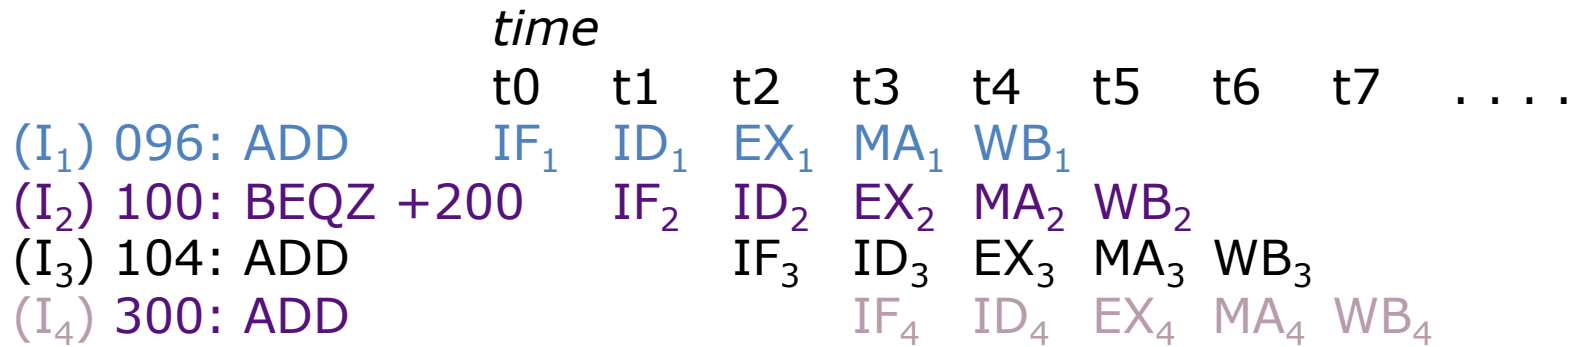 time
t0 t1 t2 t3 t4 t5 t6 t7 . . . .
(I₁) 096: ADD IF₁ ID₁ EX₁ MA₁ WB₁
(I₂) 100: BEQZ +200 IF₂ ID₂ EX₂ MA₂ WB₂
(I₃) 104: ADD IF₃ ID₃ EX₃ MA₃ WB₃
(I₄) 300: ADD IF₄ ID₄ EX₄ MA₄ WB₄